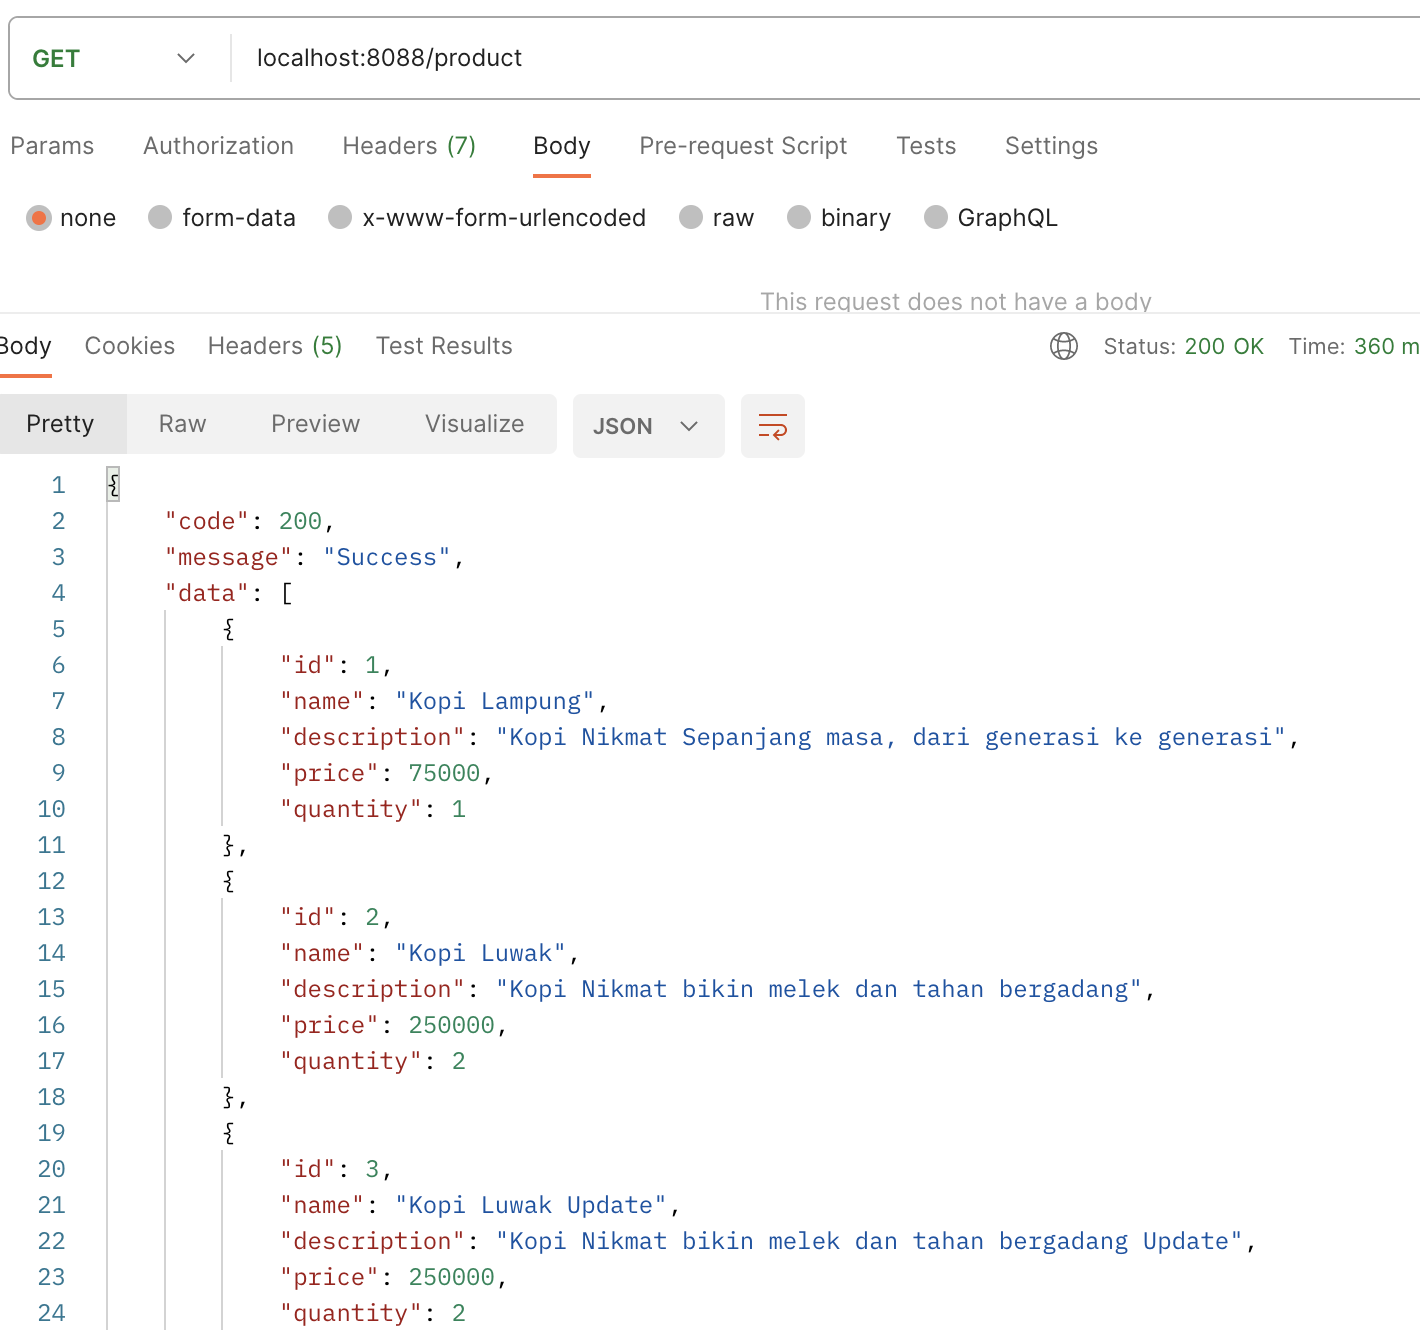 GET localhost:8088/product
Params Authorization Headers (7) Body Pre-request Script Tests Settings
none form-data x-www-form-urlencoded raw binary GraphQL
This request does not have a body
Body Cookies Headers (5) Test Results Status: 200 OK Time: 360 m
Pretty Raw Preview Visualize JSON
1 {
2 "code": 200,
3 "message": "Success",
4 "data": [
5 {
6 "id": 1,
7 "name": "Kopi Lampung",
8 "description": "Kopi Nikmat Sepanjang masa, dari generasi ke generasi",
9 "price": 75000,
10 "quantity": 1
11 },
12 {
13 "id": 2,
14 "name": "Kopi Luwak",
15 "description": "Kopi Nikmat bikin melek dan tahan bergadang",
16 "price": 250000,
17 "quantity": 2
18 },
19 {
20 "id": 3,
21 "name": "Kopi Luwak Update",
22 "description": "Kopi Nikmat bikin melek dan tahan bergadang Update",
23 "price": 250000,
24 "quantity": 2